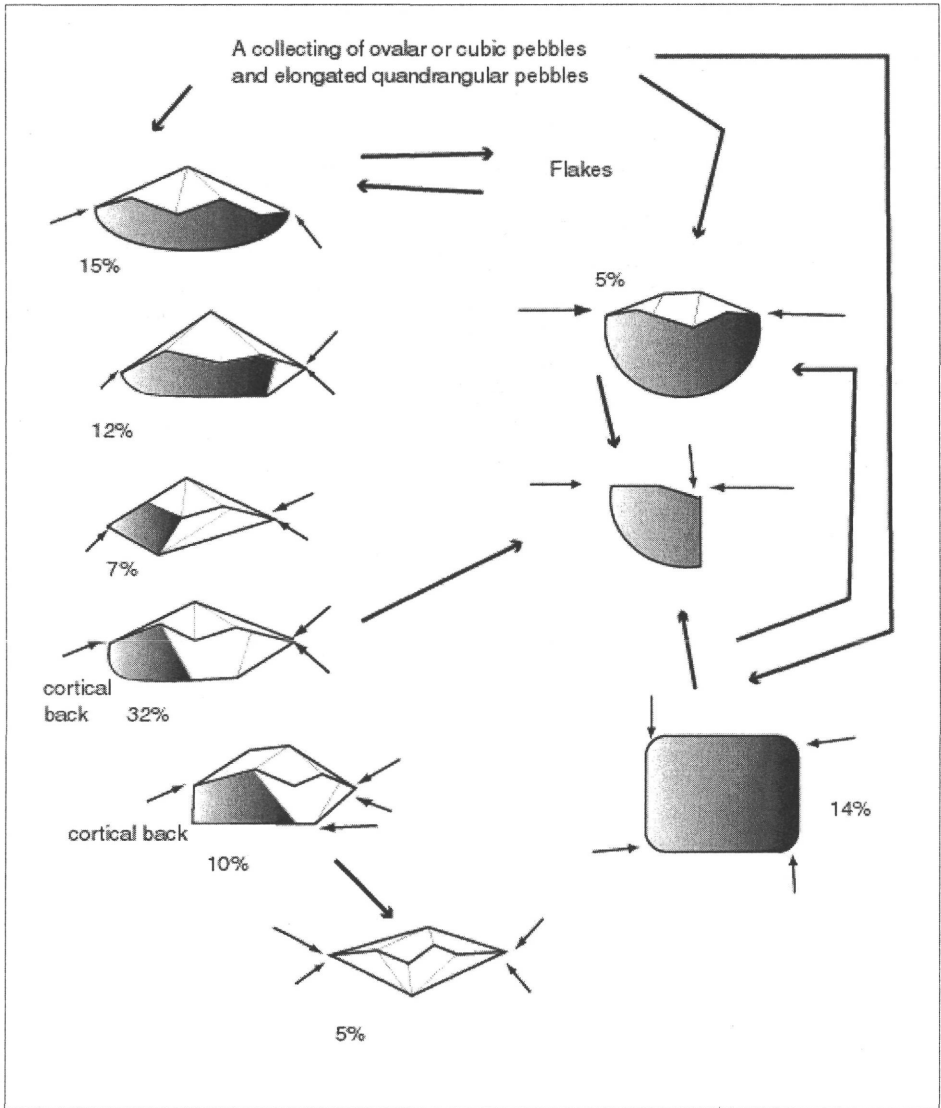 A collecting of ovalar or cubic pebbles
and elongated quandrangular pebbles
Flakes
15%
5%
12%
7%
cortical
back 32%
cortical back
10%
14%
5%